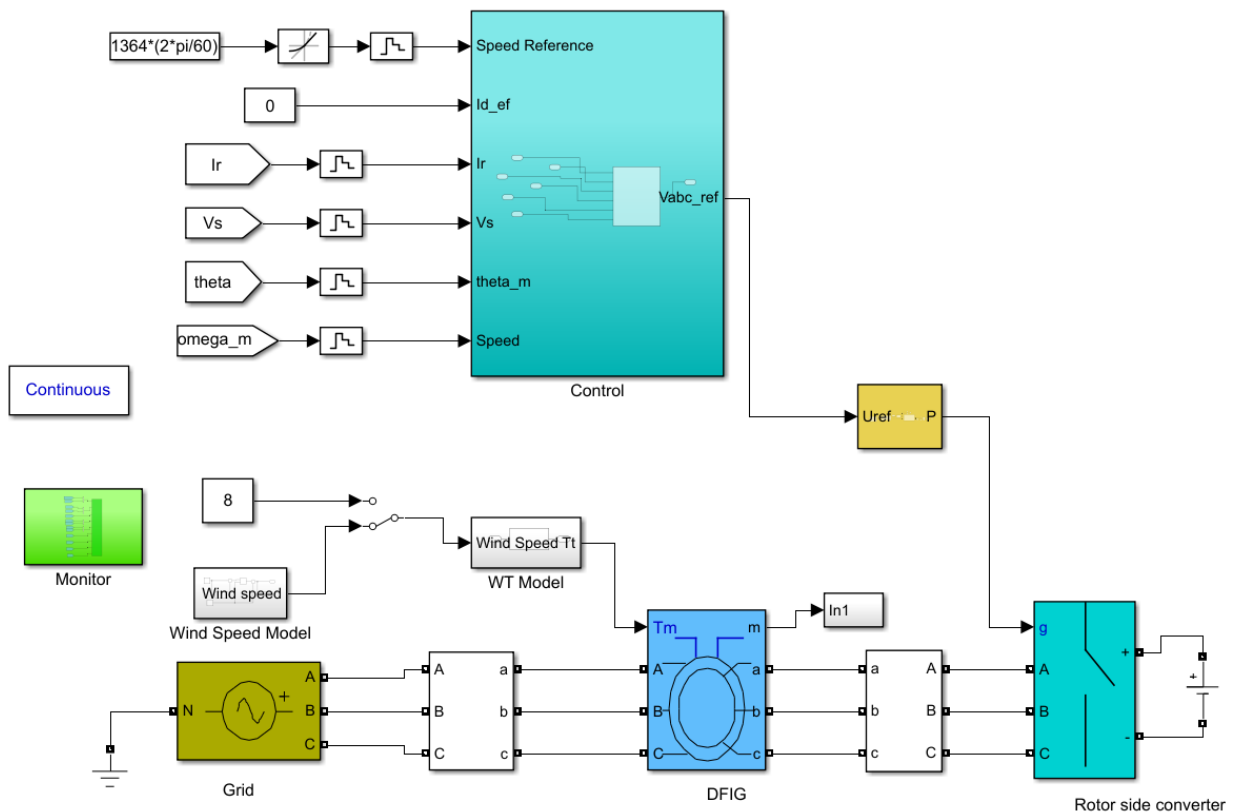 1364*(2*pi/60)
Speed Reference
0
Id_ef
Ir
Ir
Vs
Vs
Vabc_ref
theta
theta_m
omega_m
Speed
Control
Continuous
Uref
P
8
Wind Speed Tt
WT Model
Monitor
Wind speed
Wind Speed Model
In1
Tm
m
g
N
A
B
C
+
A
B
C
a
b
c
A
B
C
a
b
c
a
b
c
A
B
C
A
B
C
+
-
+
Grid
DFIG
Rotor side converter